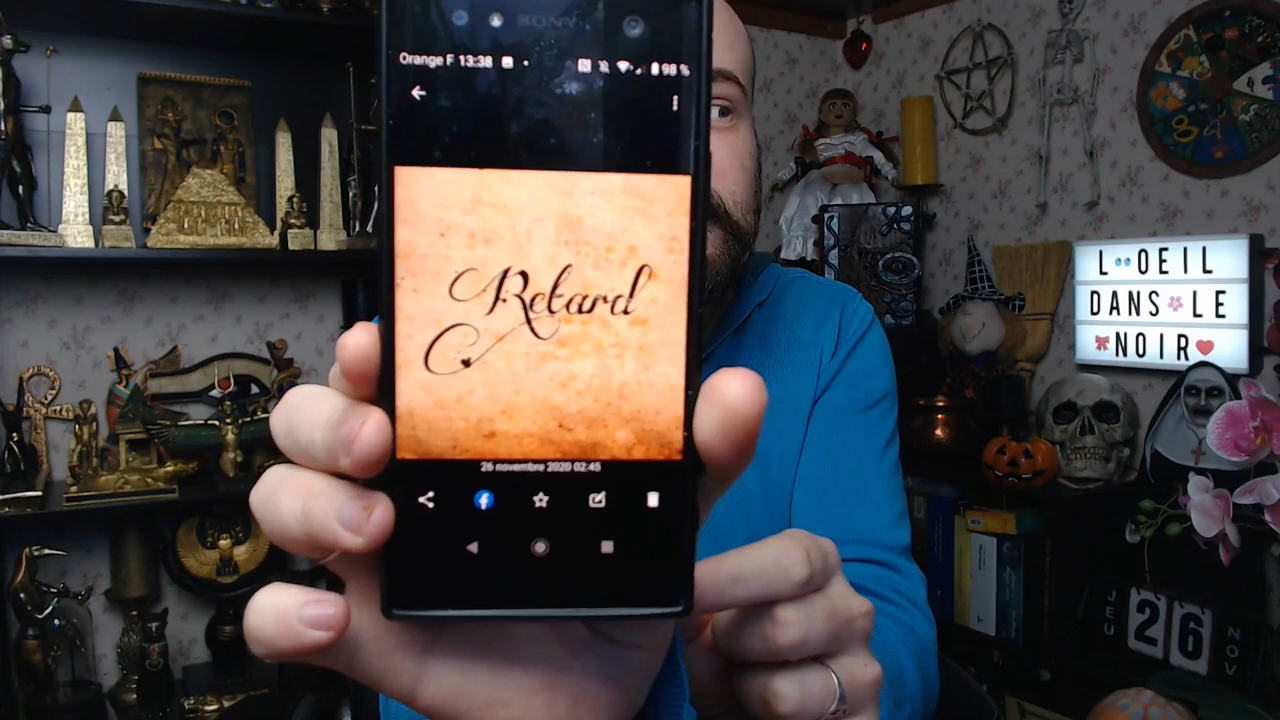 SONY
Orange F 13:38
98 %
Retard
26 novembre 2020 02:45
L OEIL
DANS LE
NOIR
JEU
26
NOV